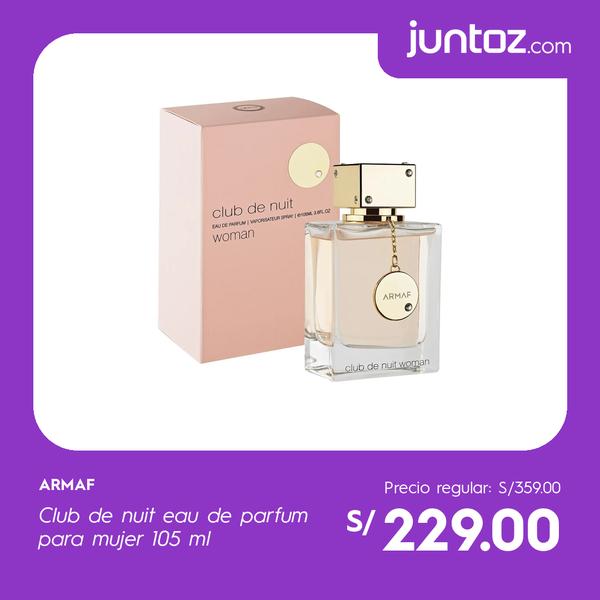 juntoz.com
club de nuit
EAU DE PARFUM | VAPORISATEUR SPRAY | ℮105ML 3.6FL.OZ
woman
ARMAF
club de nuit woman
ARMAF
Precio regular: S/359.00
Club de nuit eau de parfum
para mujer 105 ml
S/ 229.00